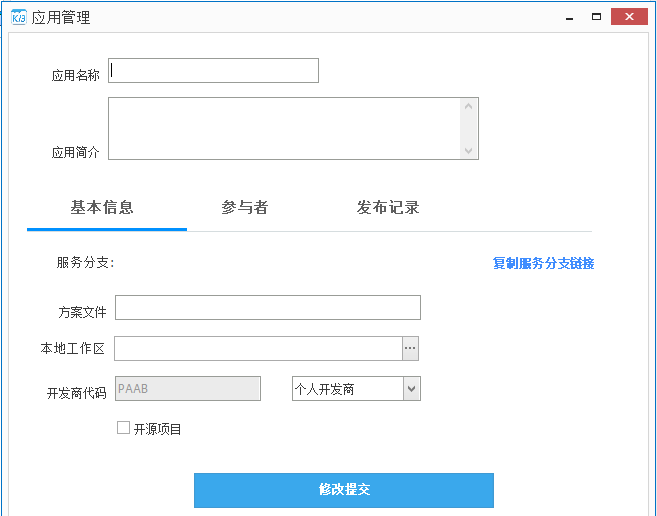 K/3 应用管理
应用名称
应用简介
基本信息 参与者 发布记录
服务分支: 复制服务分支链接
方案文件
本地工作区 ...
开发商代码 PAAB 个人开发商
开源项目
修改提交